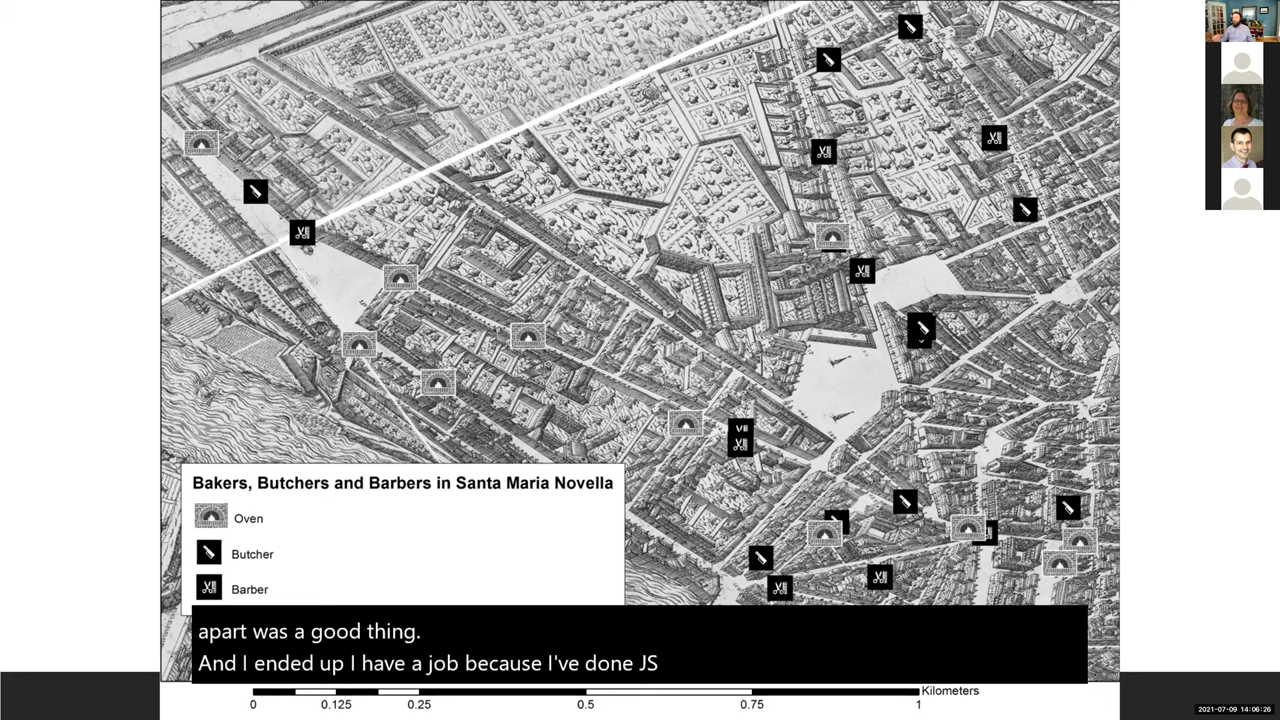 Bakers, Butchers and Barbers in Santa Maria Novella
Oven
Butcher
Barber
apart was a good thing.
And I ended up I have a job because I've done JS
Kilometers
0 0.125 0.25 0.5 0.75 1
2021-07-09 14:06:26